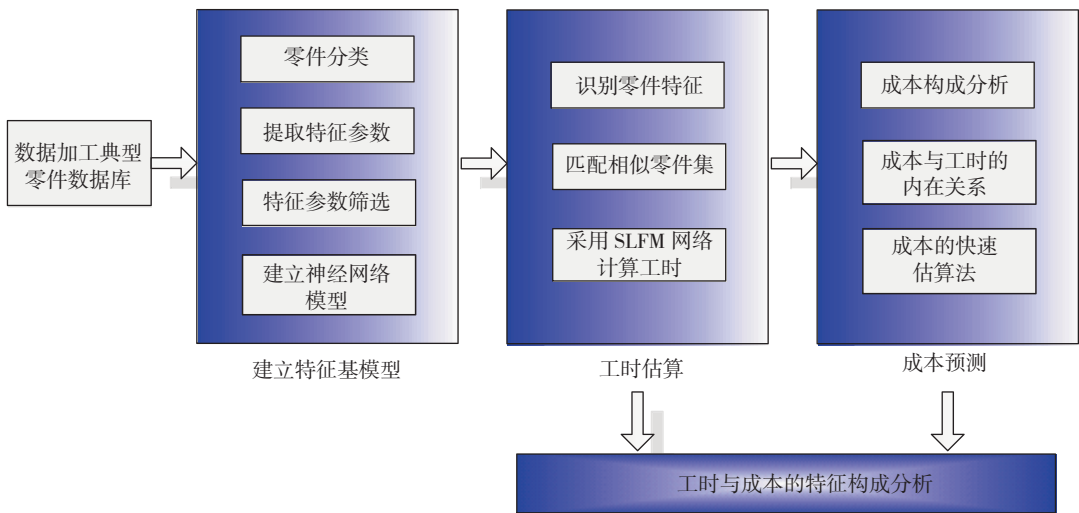 数据加工典型
零件数据库
零件分类
提取特征参数
特征参数筛选
建立神经网络
模型
建立特征基模型
识别零件特征
匹配相似零件集
采用 SLFM 网络
计算工时
工时估算
成本构成分析
成本与工时的
内在关系
成本的快速
估算法
成本预测
工时与成本的特征构成分析